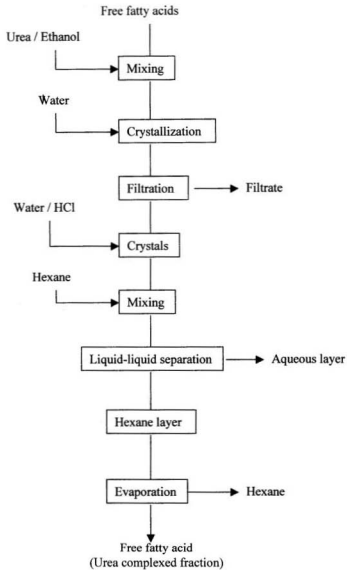 Free fatty acids
Urea / Ethanol
Mixing
Water
Crystallization
Filtration
Filtrate
Water / HCl
Crystals
Hexane
Mixing
Liquid-liquid separation
Aqueous layer
Hexane layer
Evaporation
Hexane
Free fatty acid
(Urea complexed fraction)